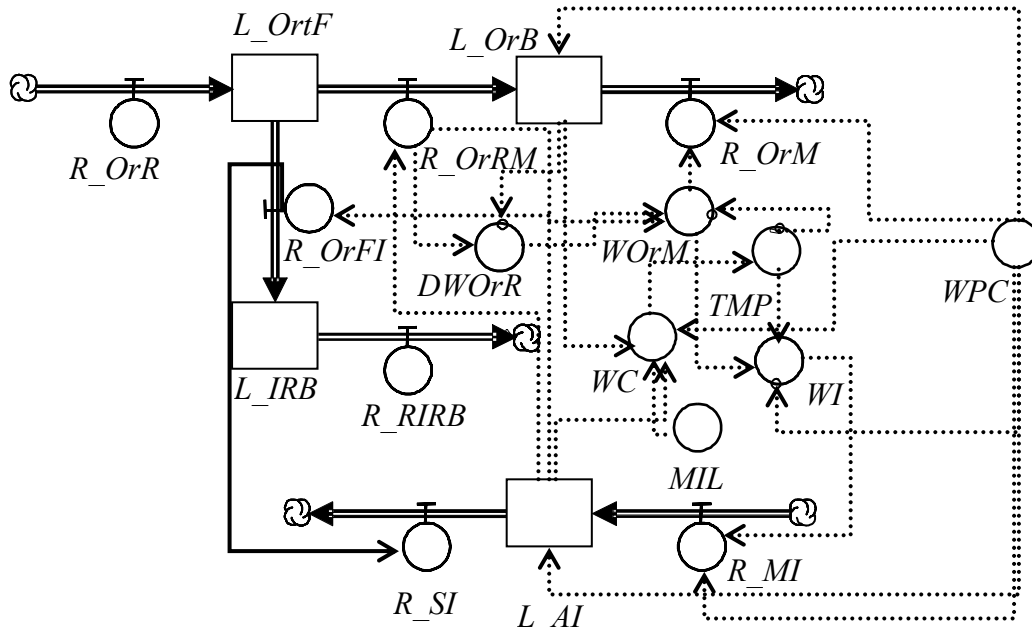 L_OrtF
L_OrB
R_OrR
R_OrRM
R_OrM
R_OrFI
DWOrR
WOrM
TMP
WPC
L_IRB
R_RIRB
WC
WI
MIL
R_SI
L_AI
R_MI